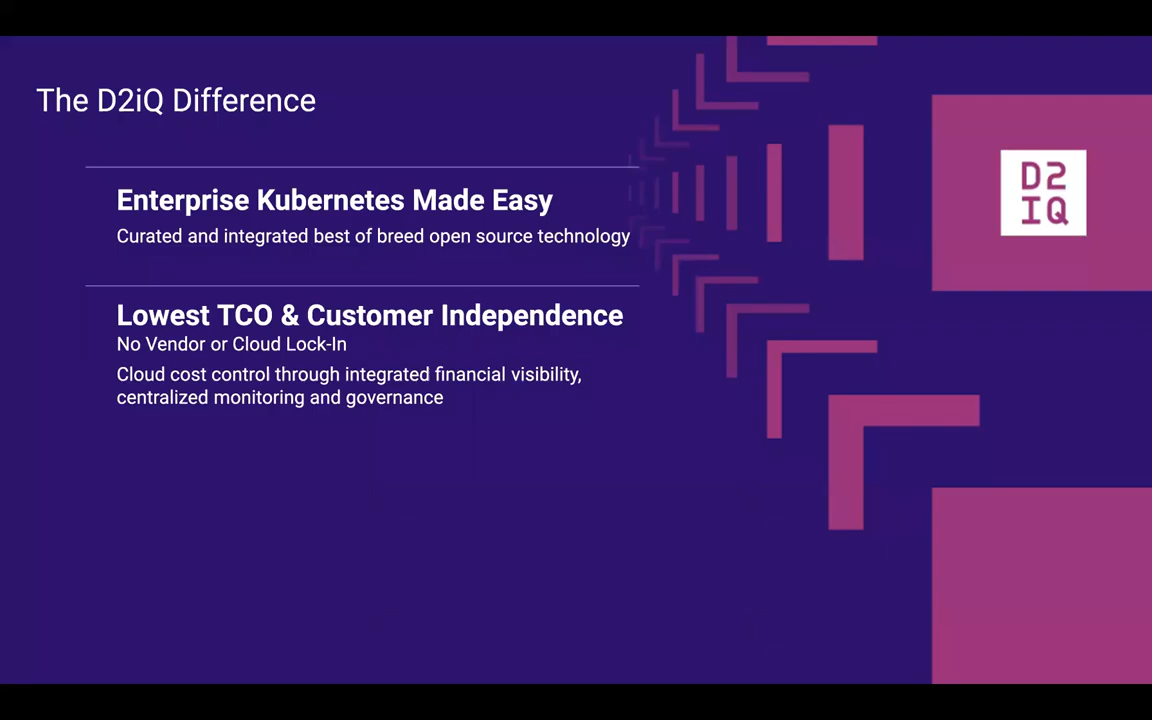 The D2iQ Difference
Enterprise Kubernetes Made Easy
Curated and integrated best of breed open source technology
Lowest TCO & Customer Independence
No Vendor or Cloud Lock-In
Cloud cost control through integrated financial visibility,
centralized monitoring and governance
D2
IQ